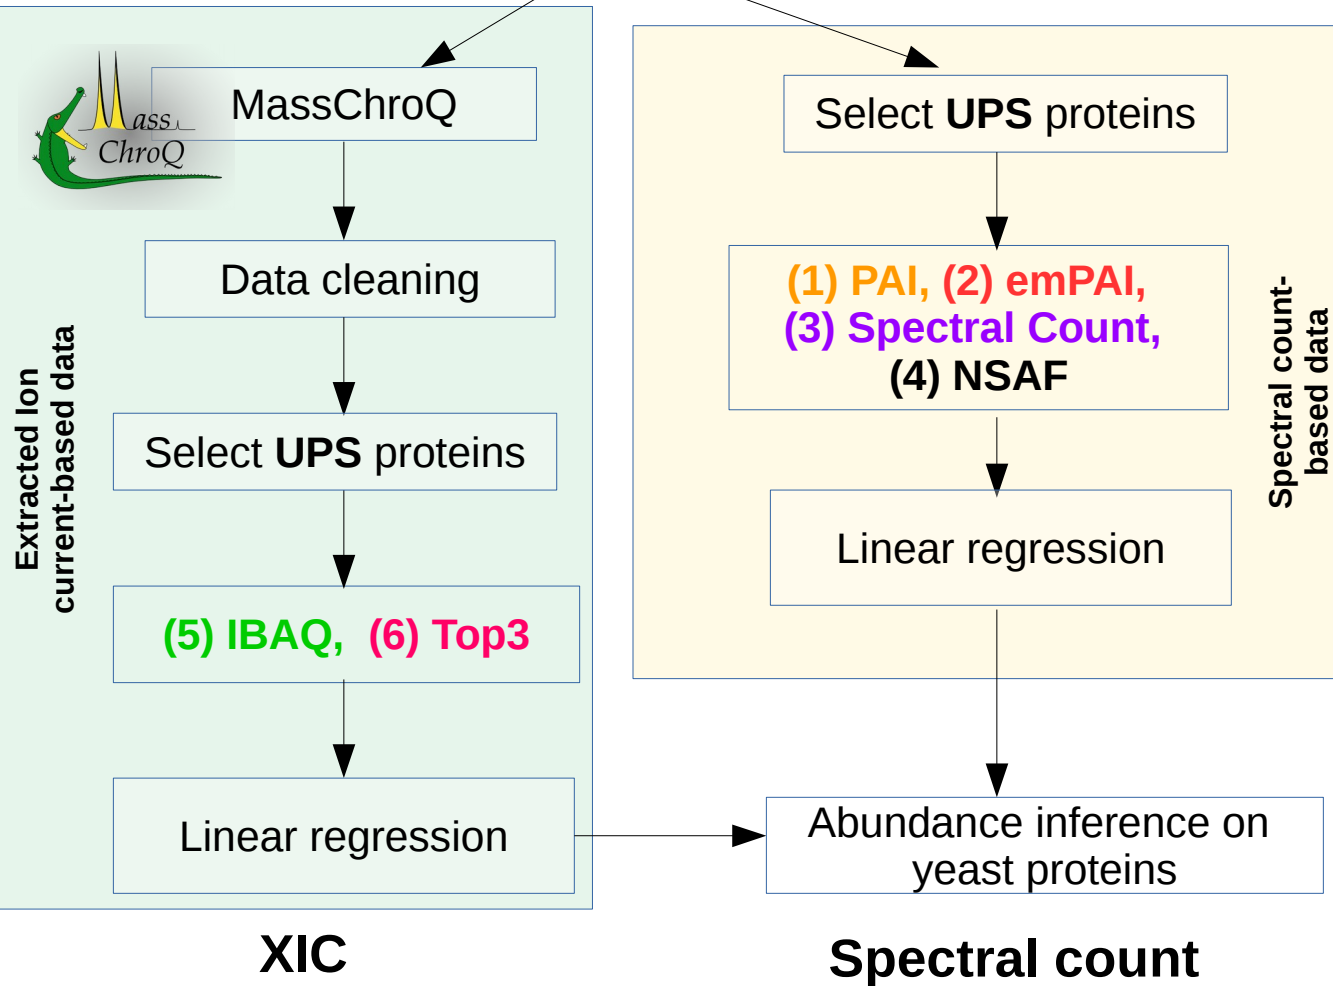 MassChroQ
Mass
ChroQ
Data cleaning
Select UPS proteins
(5) IBAQ, (6) Top3
Linear regression
Extracted Ion
current-based data
XIC
Select UPS proteins
(1) PAI, (2) emPAI,
(3) Spectral Count,
(4) NSAF
Linear regression
Spectral count-
based data
Abundance inference on
yeast proteins
Spectral count